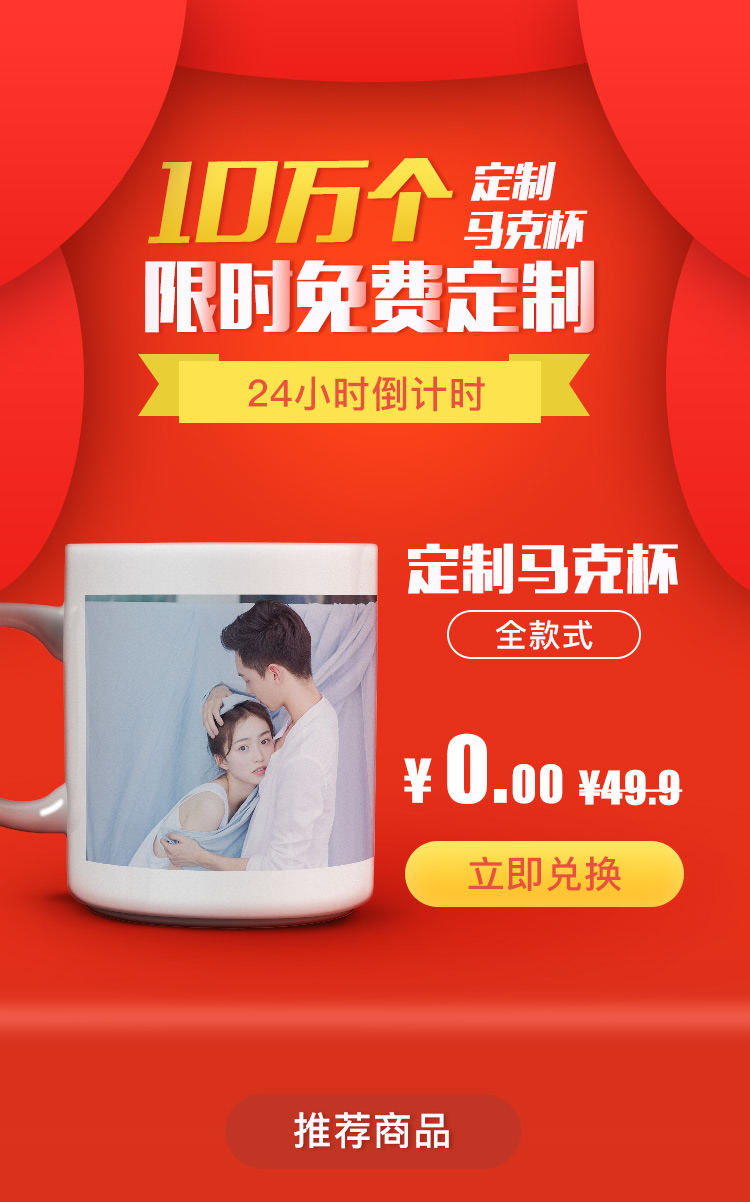 10万个 定制
马克杯
限时免费定制
24小时倒计时
定制马克杯
全款式
¥0.00 ¥49.9
立即兑换
推荐商品